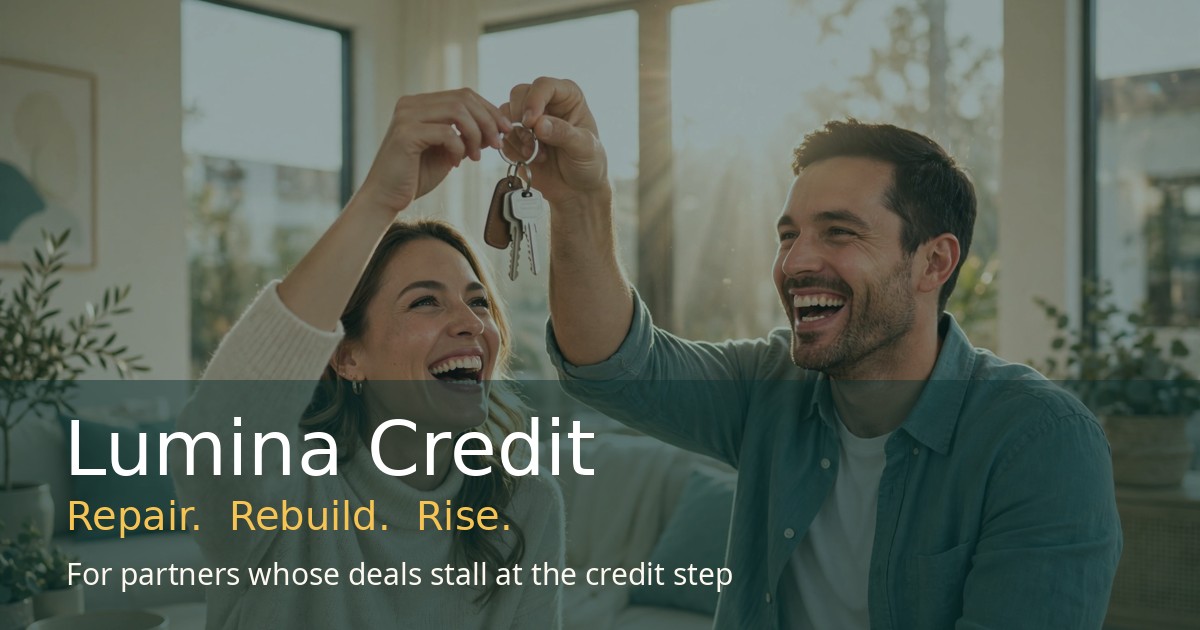 Lumina Credit
Repair. Rebuild. Rise.
For partners whose deals stall at the credit step